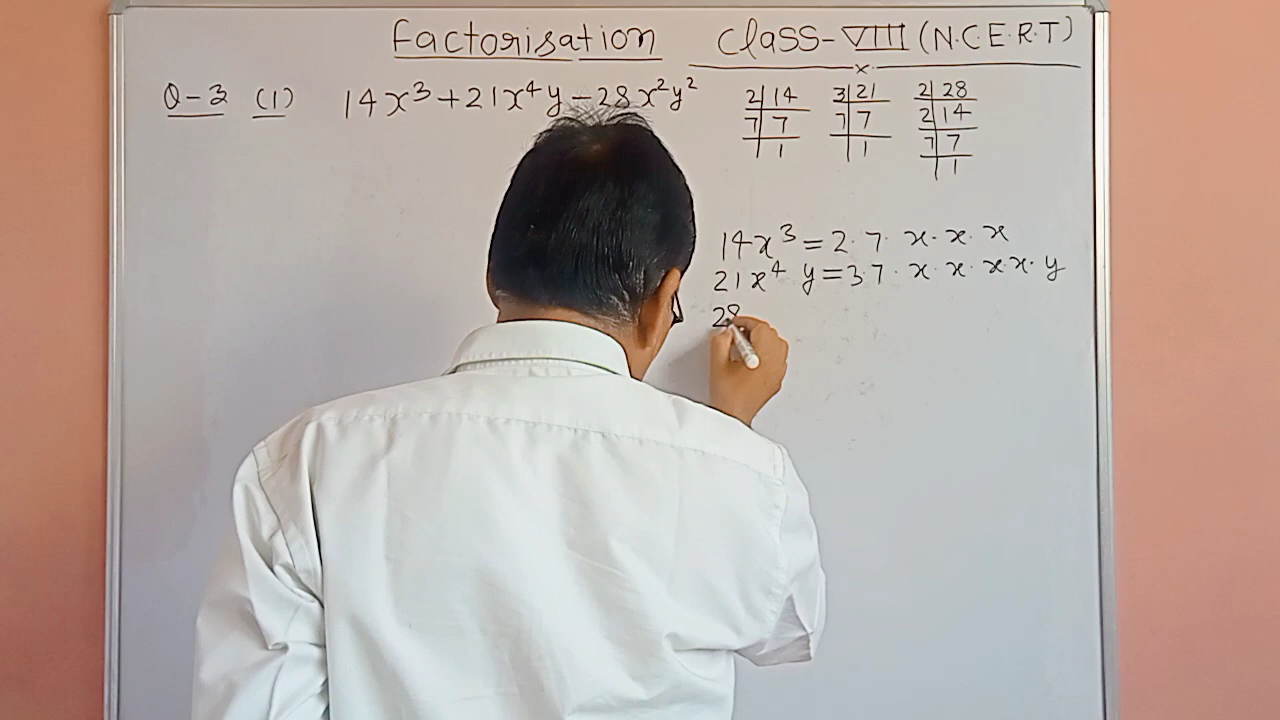 Factorisation Class-VIII (N.C.E.R.T)
x
Q-3 (1) 14x³+21x⁴y-28x²y²
2 14
7 7
1
3 21
7 7
1
2 28
2 14
7 7
1
14x³ = 2. 7. x. x. x
21x⁴ y = 3 7. x. x. x x. y
28